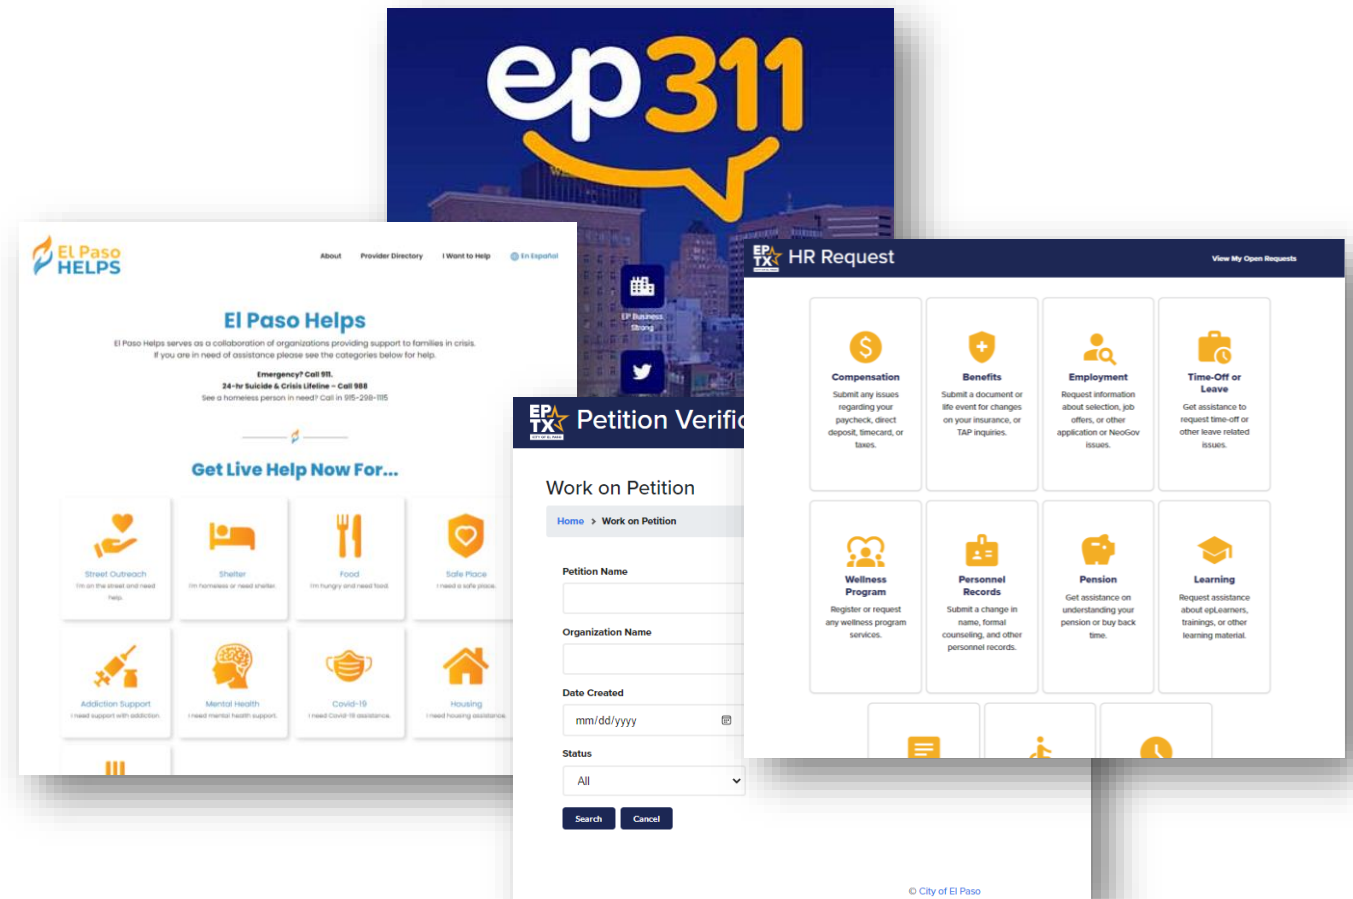 ep311
EP Business
Strong
El Paso
HELPS
About
Provider Directory
I Want to Help
En Español
El Paso Helps
El Paso Helps serves as a collaboration of organizations providing support to families in crisis.
If you are in need of assistance please see the categories below for help.
Emergency? Call 911.
24-hr Suicide & Crisis Lifeline – Call 988
See a homeless person in need? Call in 915-298-1115
Get Live Help Now For...
Street Outreach
I'm on the street and need
help.
Shelter
I'm homeless or need shelter.
Food
I'm hungry and need food.
Safe Place
I need a safe place.
Addiction Support
I need support with addiction.
Mental Health
I need mental health support.
Covid-19
I need Covid-19 assistance.
Housing
I need housing assistance.
EP
TX
CITY OF EL PASO
Petition Verific
Work on Petition
Home > Work on Petition
Petition Name
Organization Name
Date Created
mm/dd/yyyy
Status
All
Search
Cancel
© City of El Paso
EP
TX
CITY OF EL PASO
HR Request
View My Open Requests
Compensation
Submit any issues
regarding your
paycheck, direct
deposit, timecard, or
taxes.
Benefits
Submit a document or
life event for changes
on your insurance, or
TAP inquiries.
Employment
Request information
about selection, job
offers, or other
application or NeoGov
issues.
Time-Off or
Leave
Get assistance to
request time-off or
other leave related
issues.
Wellness
Program
Register or request
any wellness program
services.
Personnel
Records
Submit a change in
name, formal
counseling, and other
personnel records.
Pension
Get assistance on
understanding your
pension or buy back
time.
Learning
Request assistance
about epLearners,
trainings, or other
learning material.